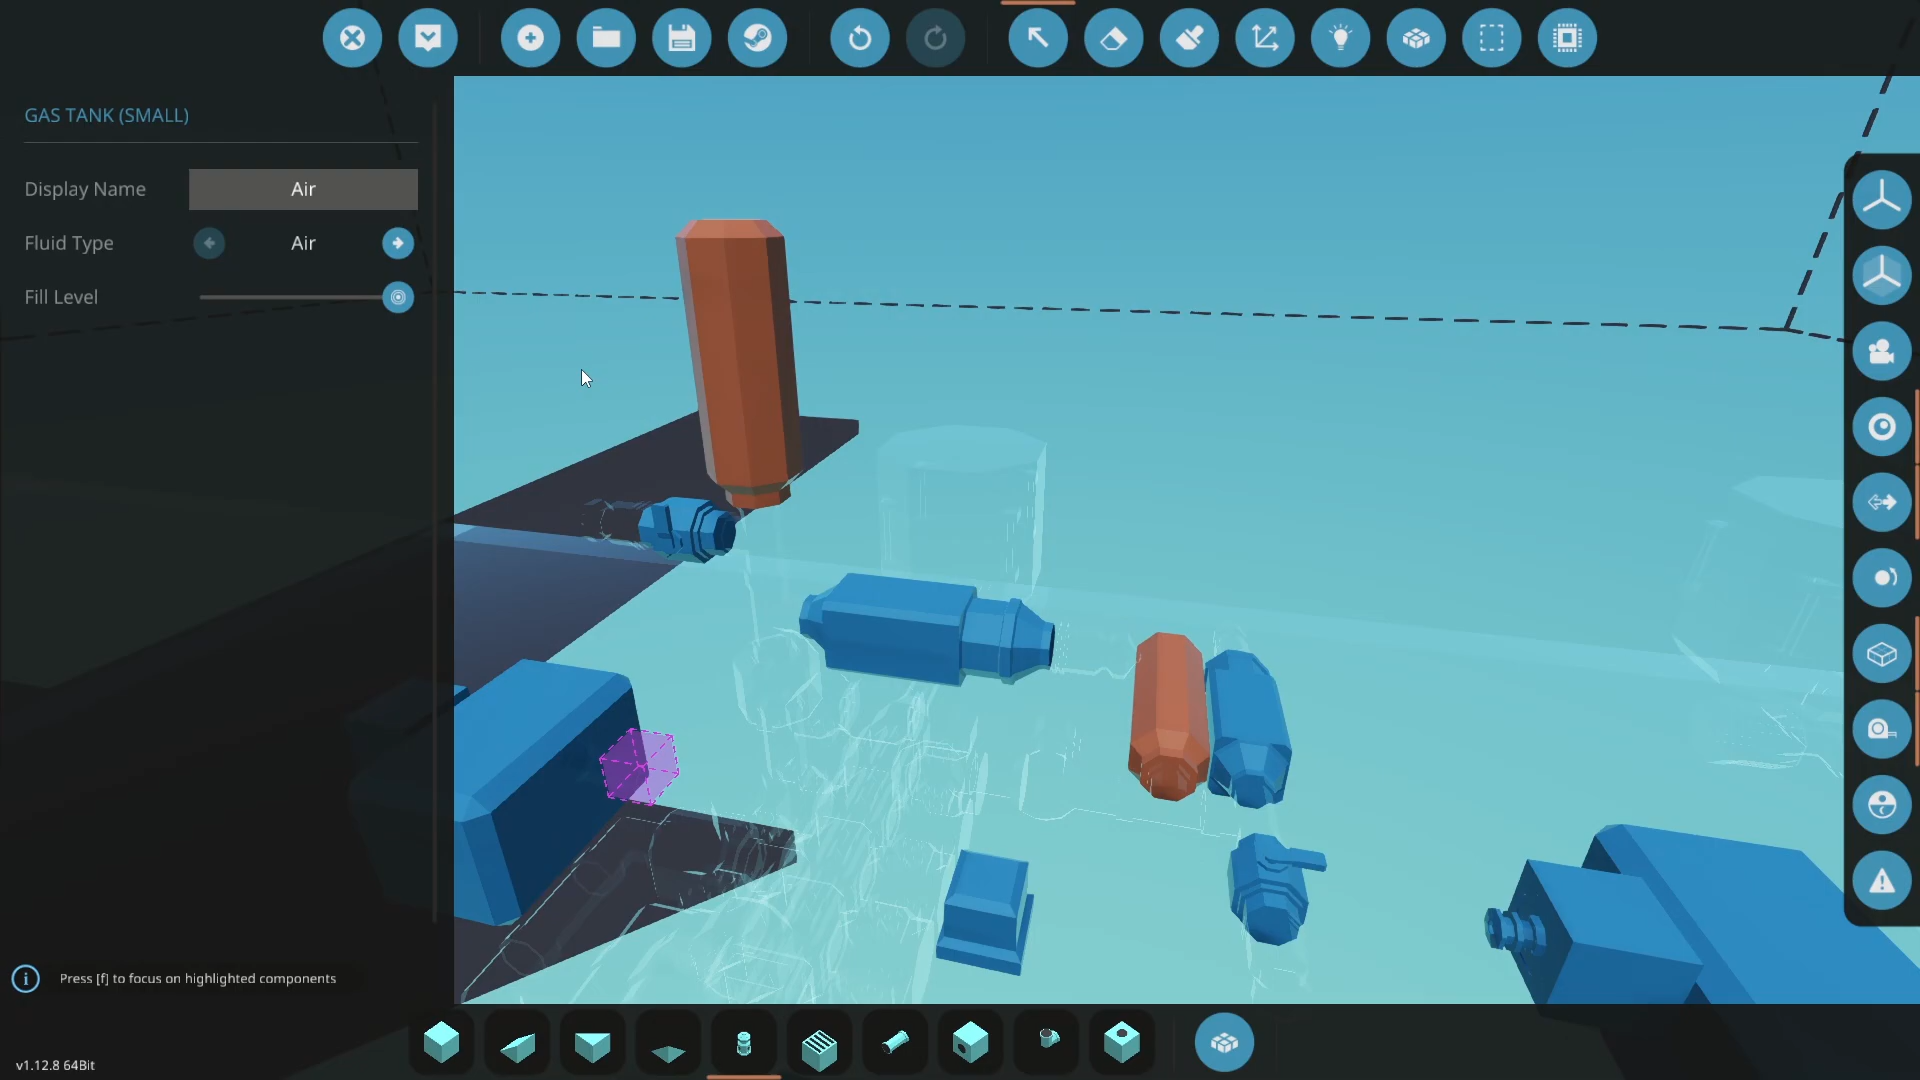 GAS TANK (SMALL)
Display Name Air
Fluid Type Air
Fill Level
Press [f] to focus on highlighted components
v1.12.8 64Bit